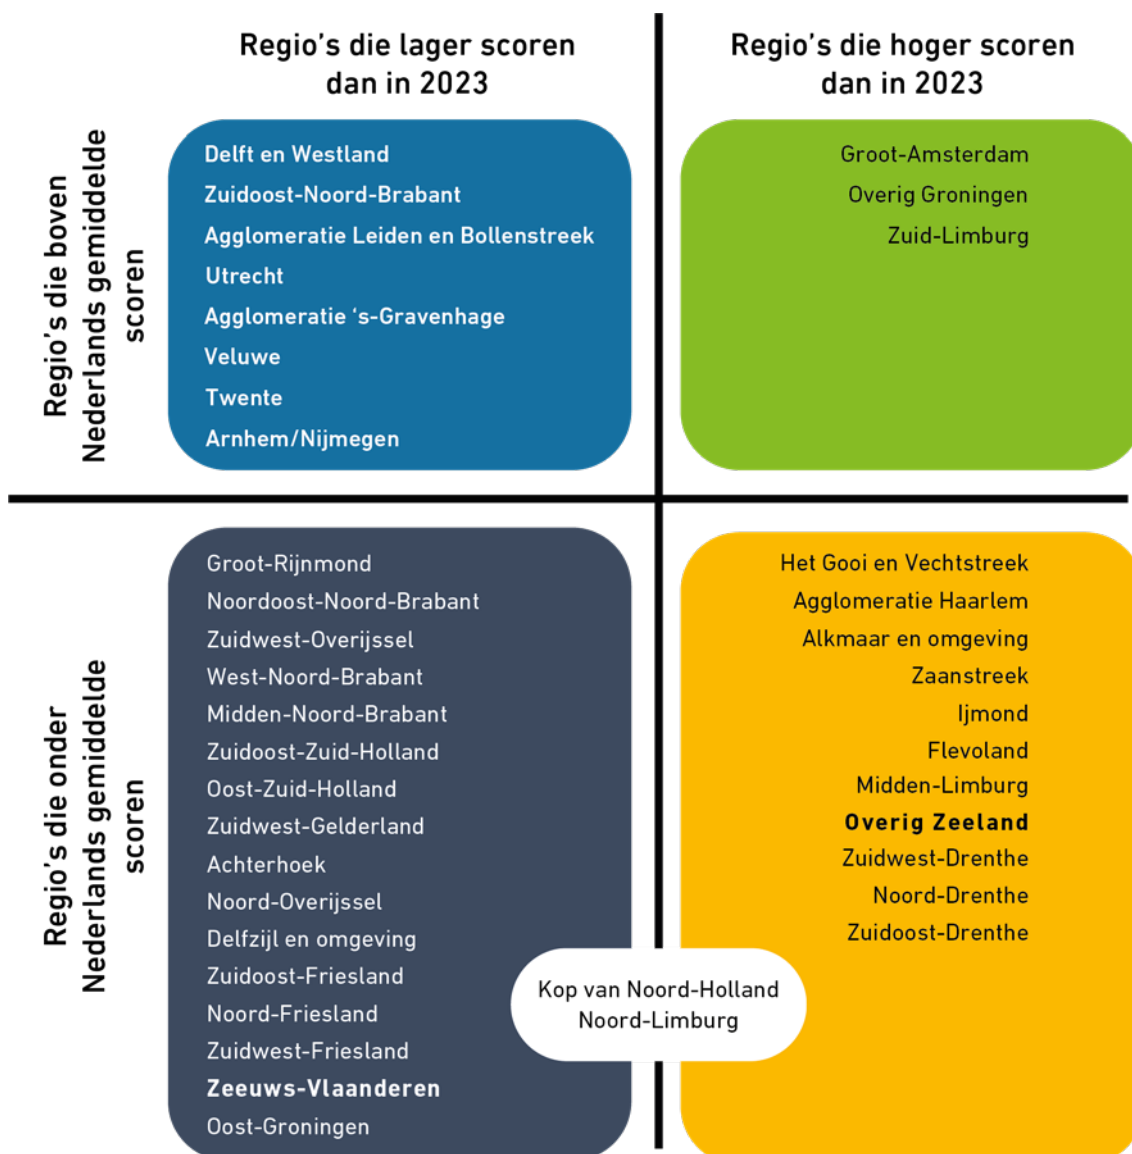 Regio's die lager scoren
dan in 2023
Regio's die hoger scoren
dan in 2023
Regio's die boven
Nederlands gemiddelde
scoren
Delft en Westland
Zuidoost-Noord-Brabant
Agglomeratie Leiden en Bollenstreek
Utrecht
Agglomeratie ‘s-Gravenhage
Veluwe
Twente
Arnhem/Nijmegen
Groot-Amsterdam
Overig Groningen
Zuid-Limburg
Regio's die onder
Nederlands gemiddelde
scoren
Groot-Rijnmond
Noordoost-Noord-Brabant
Zuidwest-Overijssel
West-Noord-Brabant
Midden-Noord-Brabant
Zuidoost-Zuid-Holland
Oost-Zuid-Holland
Zuidwest-Gelderland
Achterhoek
Noord-Overijssel
Delfzijl en omgeving
Zuidoost-Friesland
Noord-Friesland
Zuidwest-Friesland
Zeeuws-Vlaanderen
Oost-Groningen
Het Gooi en Vechtstreek
Agglomeratie Haarlem
Alkmaar en omgeving
Zaanstreek
Ijmond
Flevoland
Midden-Limburg
Overig Zeeland
Zuidwest-Drenthe
Noord-Drenthe
Zuidoost-Drenthe
Kop van Noord-Holland
Noord-Limburg